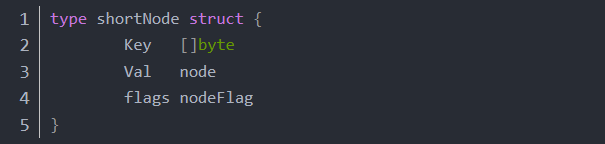 1 type shortNode struct {
2         Key   []byte
3         Val   node
4         flags nodeFlag
5 }